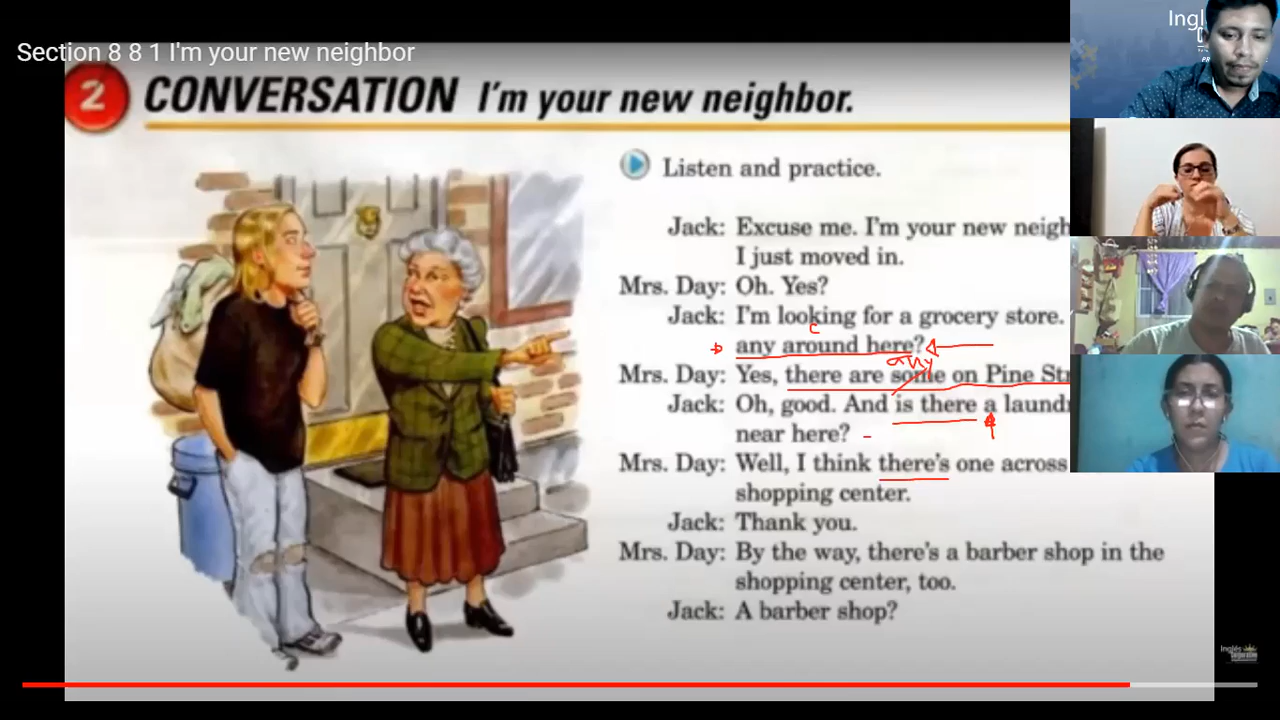 Section 8 8 1 I'm your new neighbor
Ingl
2 CONVERSATION I'm your new neighbor.
Listen and practice.
Jack: Excuse me. I'm your new neigh
I just moved in.
Mrs. Day: Oh. Yes?
Jack: I'm looking for a grocery store.
any around here?
any
Mrs. Day: Yes, there are some on Pine St
Jack: Oh, good. And is there a laund
near here?
Mrs. Day: Well, I think there's one across
shopping center.
Jack: Thank you.
Mrs. Day: By the way, there's a barber shop in the
shopping center, too.
Jack: A barber shop?
Inglés
Corporativo